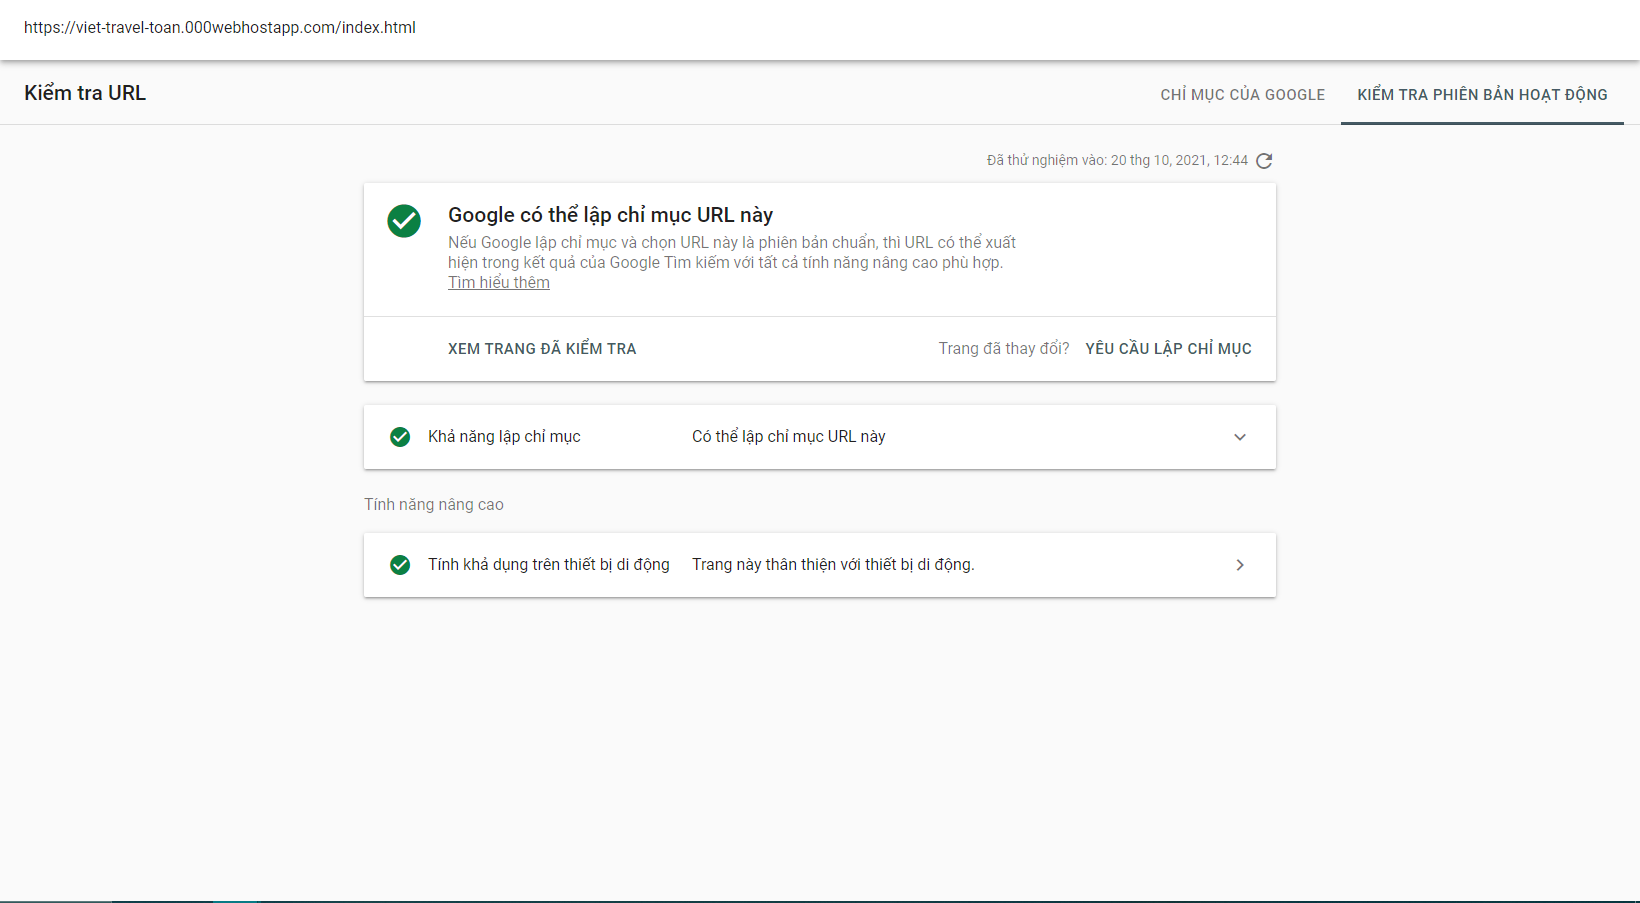 https://viet-travel-toan.000webhostapp.com/index.html
Kiểm tra URL
CHỈ MỤC CỦA GOOGLE
KIỂM TRA PHIÊN BẢN HOẠT ĐỘNG
Đã thử nghiệm vào: 20 thg 10, 2021, 12:44
Google có thể lập chỉ mục URL này
Nếu Google lập chỉ mục và chọn URL này là phiên bản chuẩn, thì URL có thể xuất
hiện trong kết quả của Google Tìm kiếm với tất cả tính năng nâng cao phù hợp.
Tìm hiểu thêm
XEM TRANG ĐÃ KIỂM TRA
Trang đã thay đổi? YÊU CẦU LẬP CHỈ MỤC
Khả năng lập chỉ mục
Có thể lập chỉ mục URL này
Tính năng nâng cao
Tính khả dụng trên thiết bị di động
Trang này thân thiện với thiết bị di động.